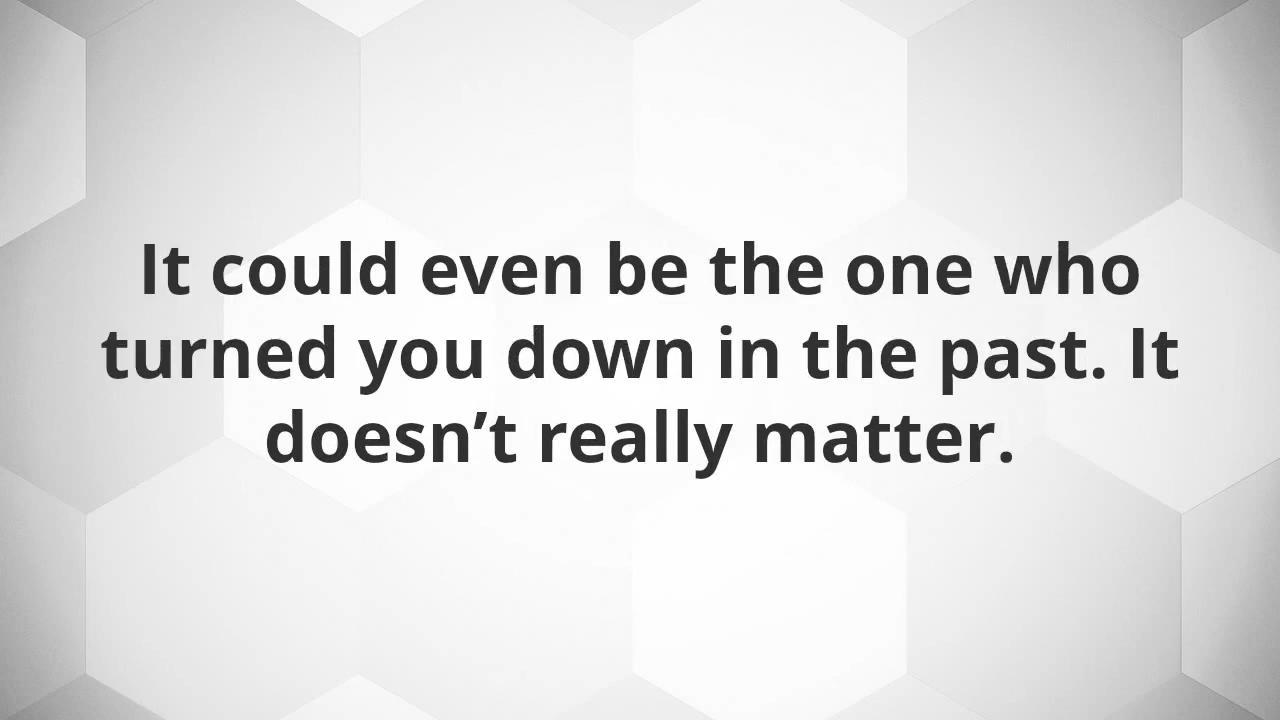 It could even be the one who
turned you down in the past. It
doesn’t really matter.